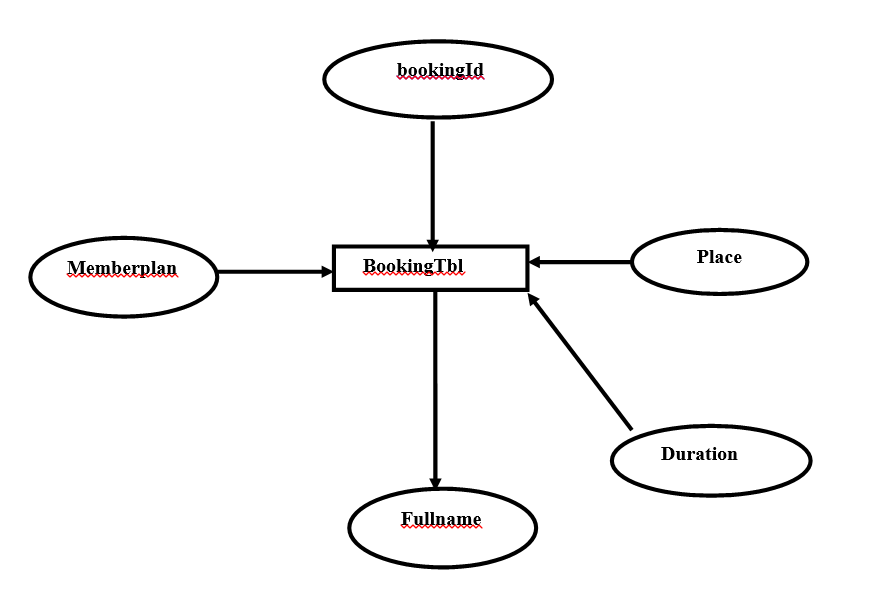 bookingId
Memberplan
BookingTbl
Place
Duration
Fullname